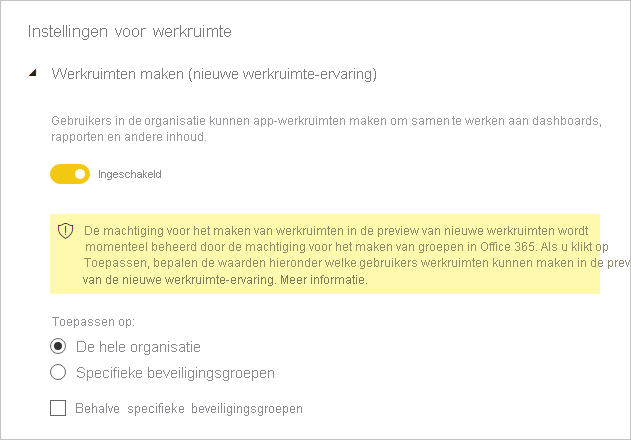 Instellingen voor werkruimte
Werkruimten maken (nieuwe werkruimte-ervaring)
Gebruikers in de organisatie kunnen app-werkruimten maken om samen te werken aan dashboards,
rapporten en andere inhoud.
Ingeschakeld
De machtiging voor het maken van werkruimten in de preview van nieuwe werkruimten wordt
momenteel beheerd door de machtiging voor het maken van groepen in Office 365. Als u klikt op
Toepassen, bepalen de waarden hieronder welke gebruikers werkruimten kunnen maken in de prev
van de nieuwe werkruimte-ervaring. Meer informatie.
Toepassen op:
De hele organisatie
Specifieke beveiligingsgroepen
Behalve specifieke beveiligingsgroepen